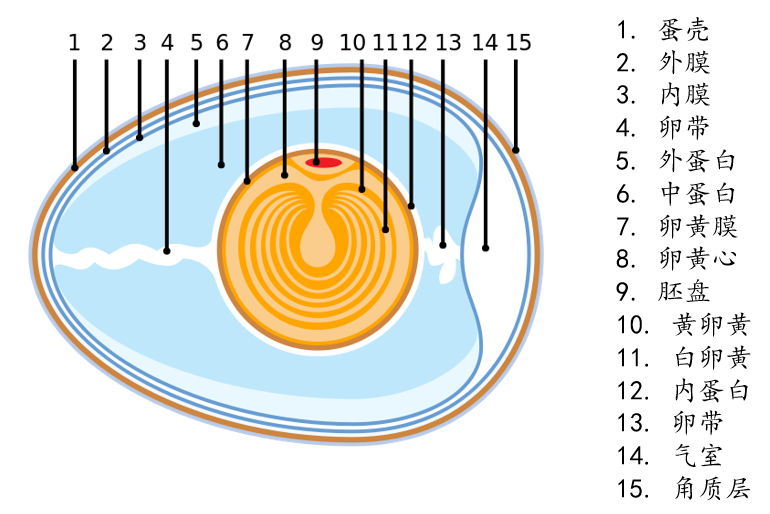 1 2 3 4 5 6 7 8 9 10 11 12 13 14 15
1. 蛋壳
2. 外膜
3. 内膜
4. 卵带
5. 外蛋白
6. 中蛋白
7. 卵黄膜
8. 卵黄心
9. 胚盘
10. 黄卵黄
11. 白卵黄
12. 内蛋白
13. 卵带
14. 气室
15. 角质层